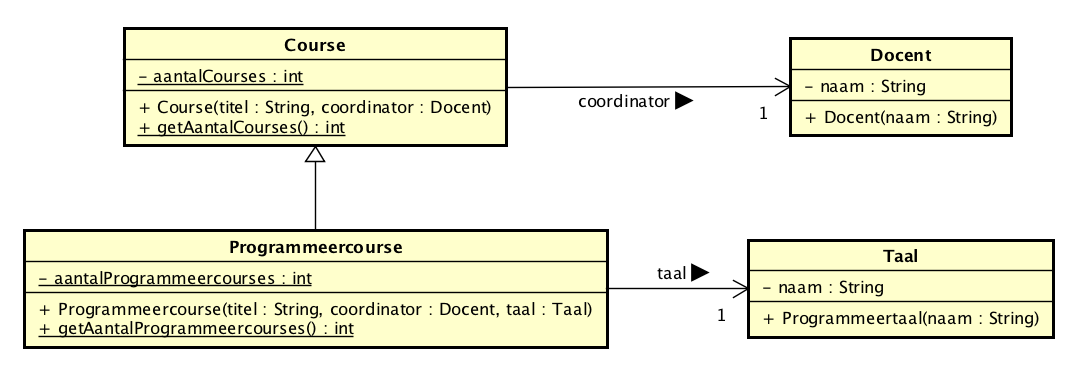 Course
- aantalCourses : int
+ Course(titel : String, coordinator : Docent)
+ getAantalCourses() : int
coordinator
1
Docent
- naam : String
+ Docent(naam : String)
Programmeercourse
- aantalProgrammeercourses : int
+ Programmeercourse(titel : String, coordinator : Docent, taal : Taal)
+ getAantalProgrammeercourses() : int
taal
1
Taal
- naam : String
+ Programmeertaal(naam : String)